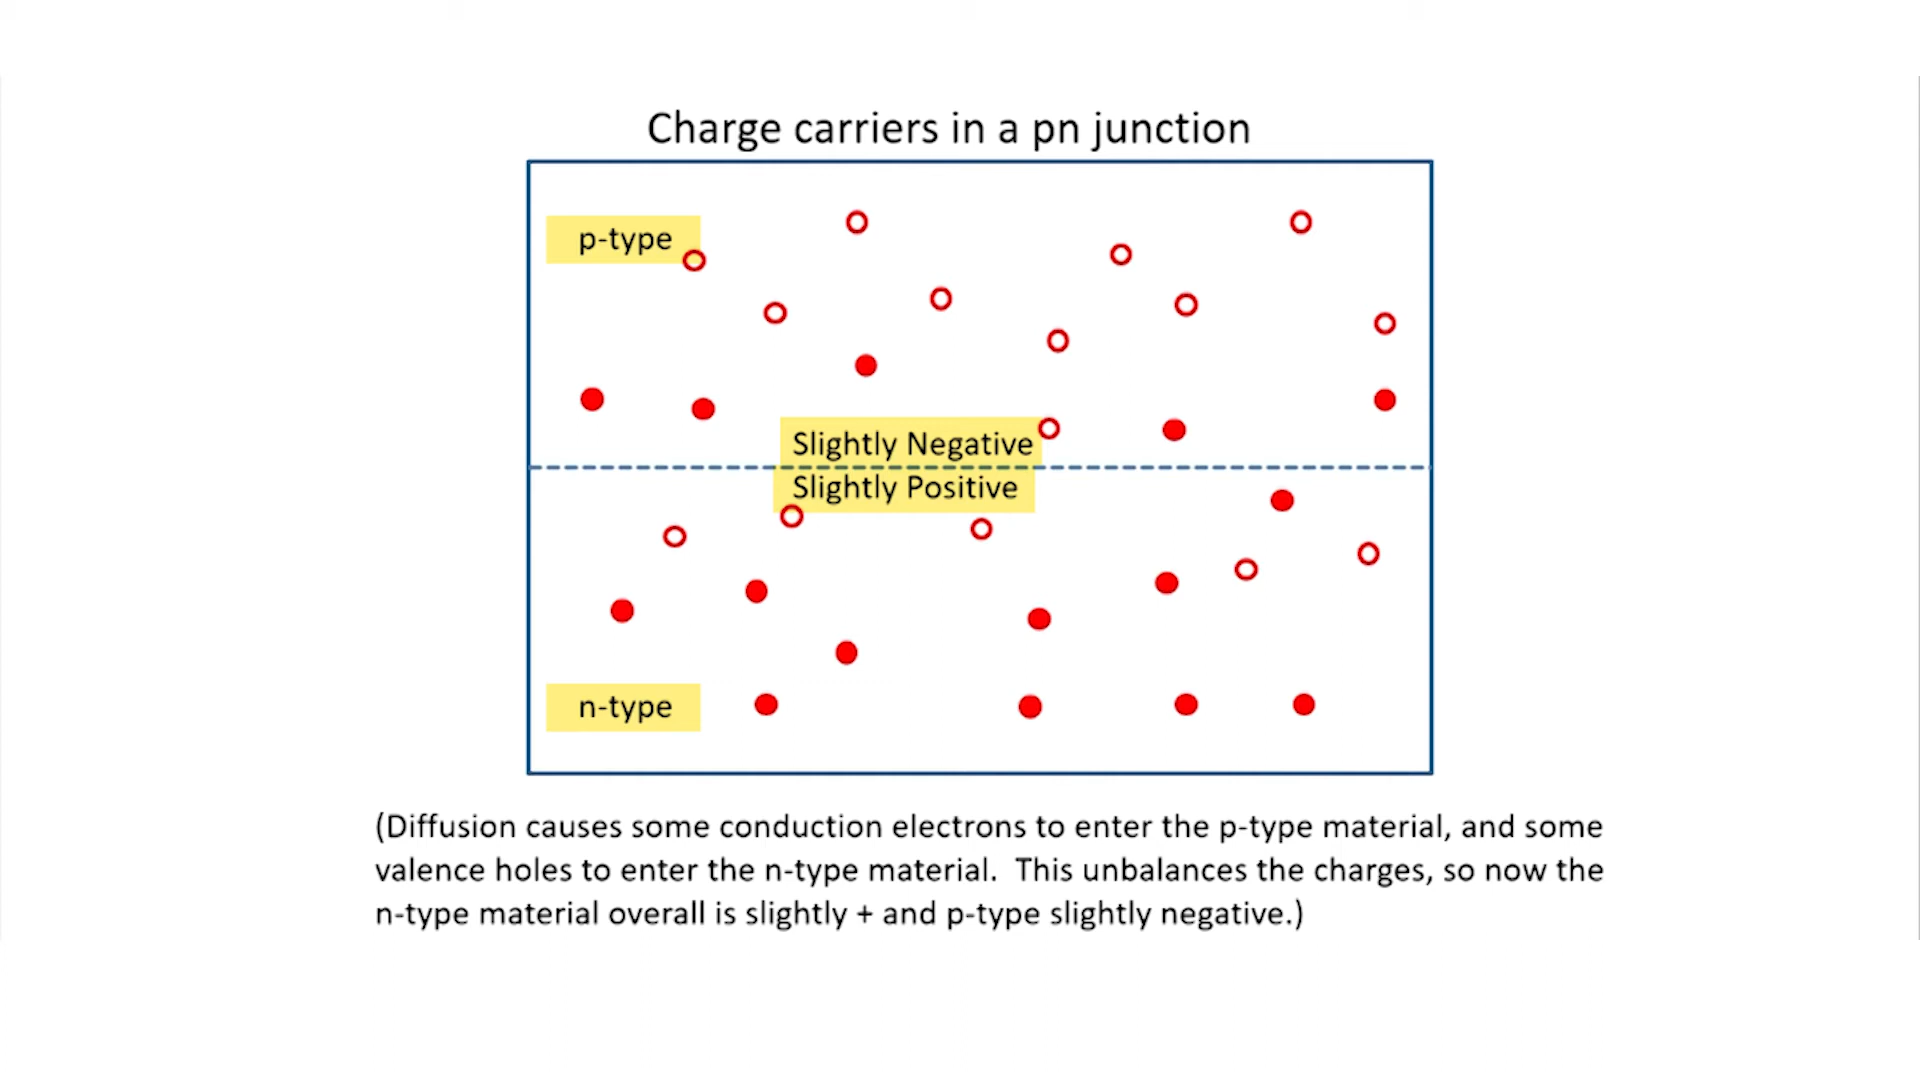 Charge carriers in a pn junction
p-type
Slightly Negative
Slightly Positive
n-type
(Diffusion causes some conduction electrons to enter the p-type material, and some
valence holes to enter the n-type material.  This unbalances the charges, so now the
n-type material overall is slightly + and p-type slightly negative.)